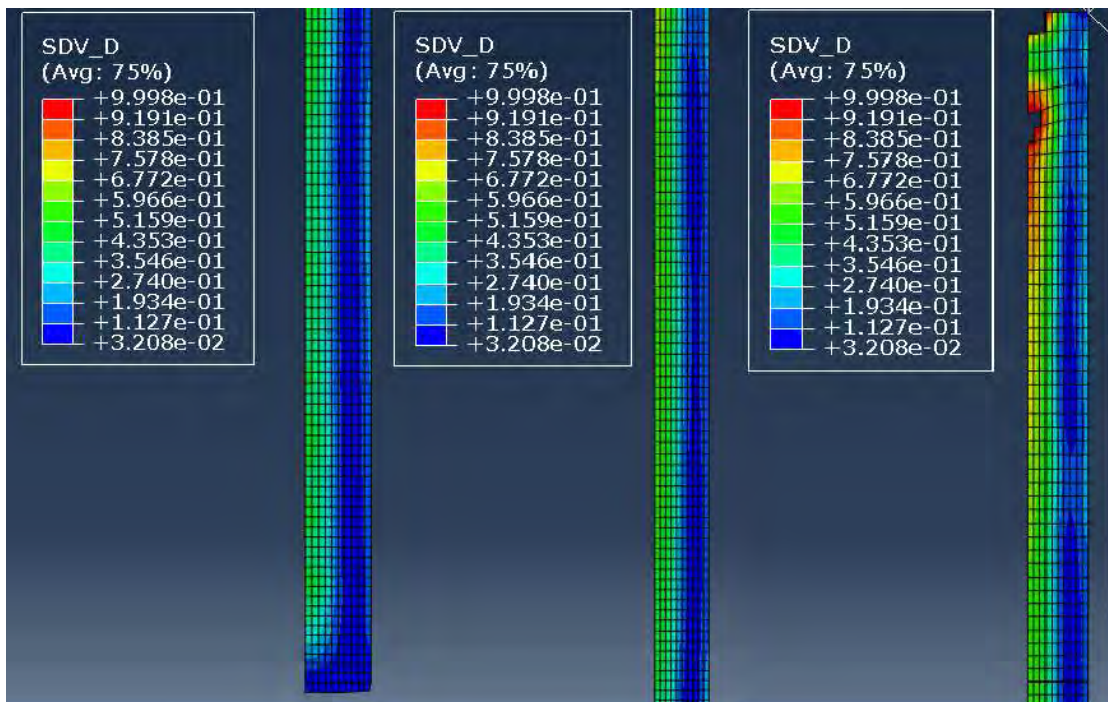 SDV_D
(Avg: 75%)
+9.998e-01
+9.191e-01
+8.385e-01
+7.578e-01
+6.772e-01
+5.966e-01
+5.159e-01
+4.353e-01
+3.546e-01
+2.740e-01
+1.934e-01
+1.127e-01
+3.208e-02
SDV_D
(Avg: 75%)
+9.998e-01
+9.191e-01
+8.385e-01
+7.578e-01
+6.772e-01
+5.966e-01
+5.159e-01
+4.353e-01
+3.546e-01
+2.740e-01
+1.934e-01
+1.127e-01
+3.208e-02
SDV_D
(Avg: 75%)
+9.998e-01
+9.191e-01
+8.385e-01
+7.578e-01
+6.772e-01
+5.966e-01
+5.159e-01
+4.353e-01
+3.546e-01
+2.740e-01
+1.934e-01
+1.127e-01
+3.208e-02